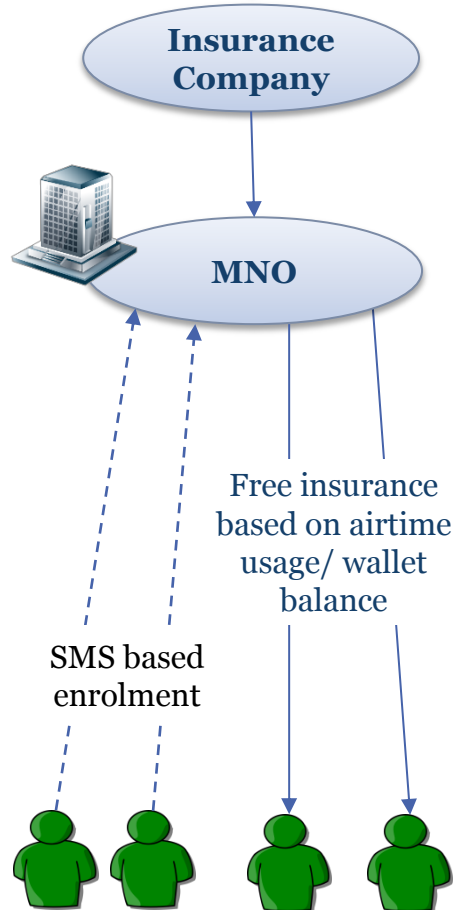 Insurance
Company
MNO
Free insurance
based on airtime
usage/ wallet
balance
SMS based
enrolment